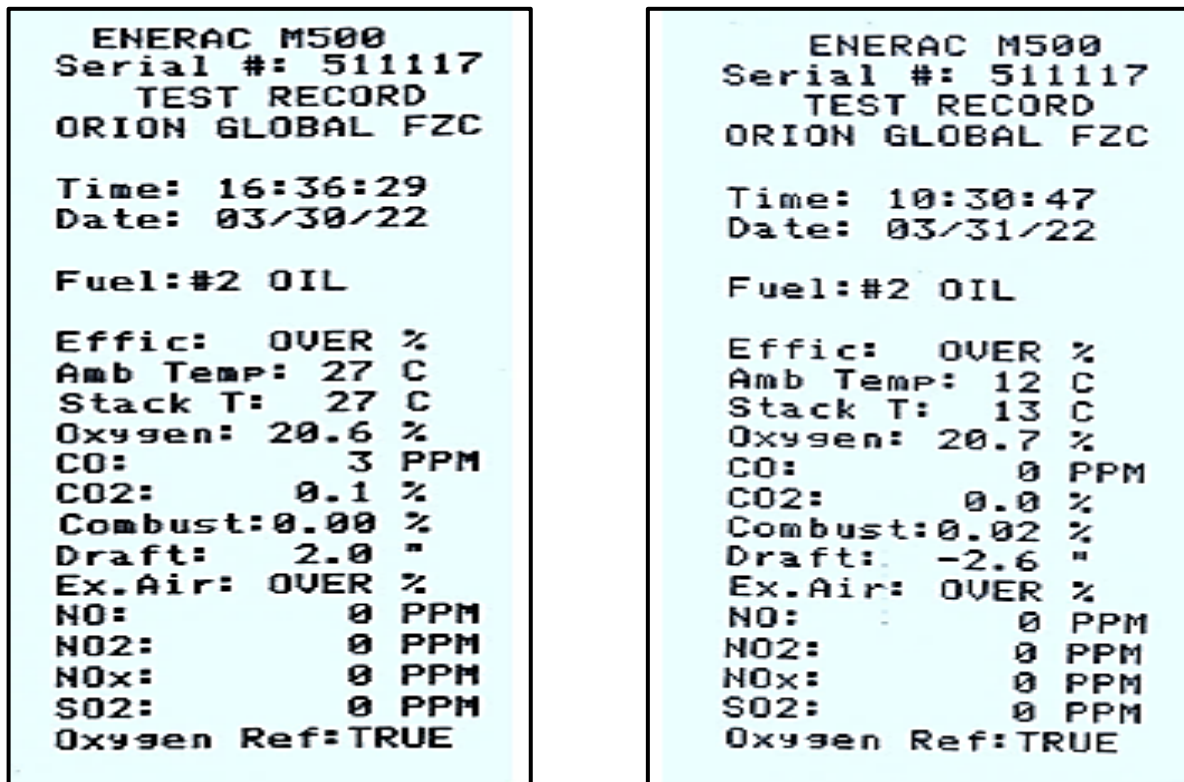 ENERAC M500
Serial #: 511117
TEST RECORD
ORION GLOBAL FZC
Time: 16:36:29
Date: 03/30/22
Fuel:#2 OIL
Effic: OVER %
Amb Temp: 27 C
Stack T: 27 C
Oxygen: 20.6 %
CO: 3 PPM
CO2: 0.1 %
Combust:0.00 %
Draft: 2.0 "
Ex.Air: OVER %
NO: 0 PPM
NO2: 0 PPM
NOx: 0 PPM
SO2: 0 PPM
Oxygen Ref:TRUE
ENERAC M500
Serial #: 511117
TEST RECORD
ORION GLOBAL FZC
Time: 10:30:47
Date: 03/31/22
Fuel:#2 OIL
Effic: OVER %
Amb Temp: 12 C
Stack T: 13 C
Oxygen: 20.7 %
CO: 0 PPM
CO2: 0.0 %
Combust:0.02 %
Draft: -2.6 "
Ex.Air: OVER %
NO: 0 PPM
NO2: 0 PPM
NOx: 0 PPM
SO2: 0 PPM
Oxygen Ref:TRUE